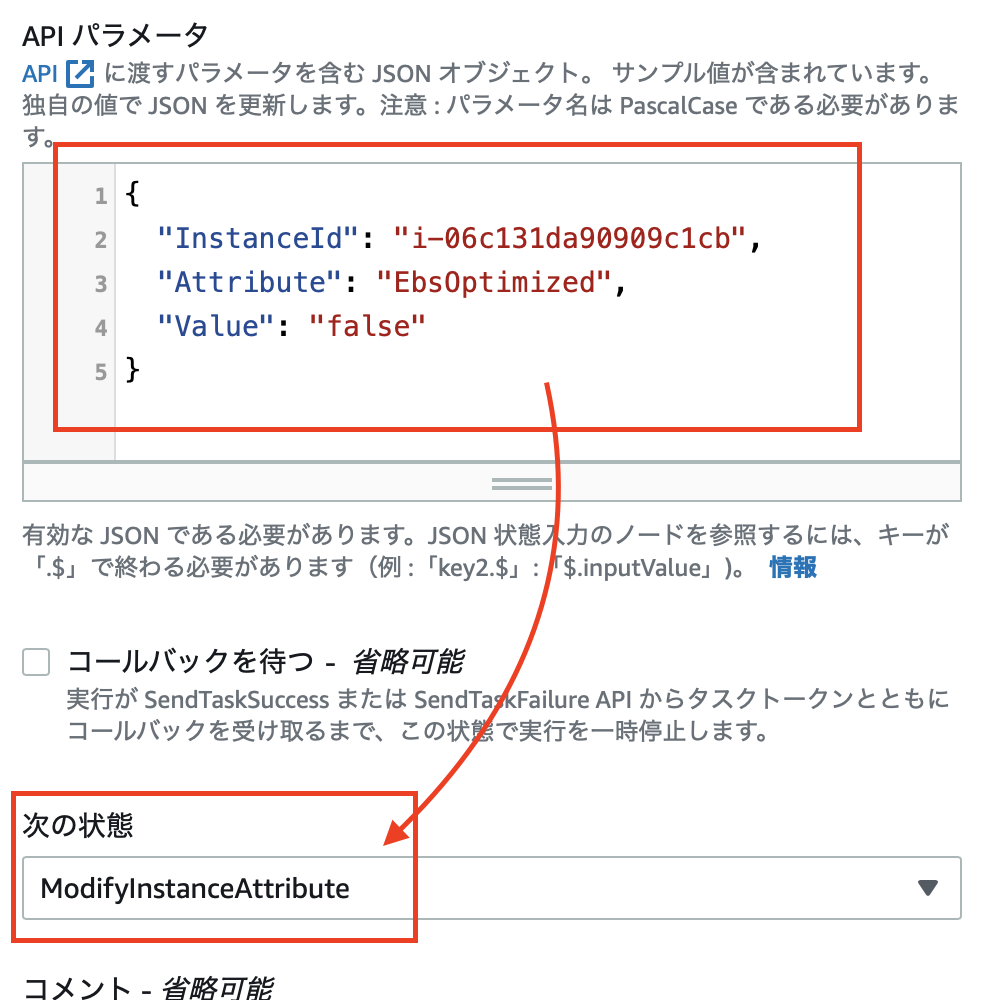 API パラメータ
API に渡すパラメータを含む JSON オブジェクト。 サンプル値が含まれています。
独自の値で JSON を更新します。注意 : パラメータ名は PascalCase である必要がありま
す。
1 {
2 "InstanceId": "i-06c131da90909c1cb",
3 "Attribute": "EbsOptimized",
4 "Value": "false"
5 }
有効な JSON である必要があります。JSON 状態入力のノードを参照するには、キーが
「.$」で終わる必要があります（例 :「key2.$」:「$.inputValue」)。 情報
コールバックを待つ - 省略可能
実行が SendTaskSuccess または SendTaskFailure API からタスクトークンとともに
コールバックを受け取るまで、この状態で実行を一時停止します。
次の状態
ModifyInstanceAttribute
コメント - 省略可能